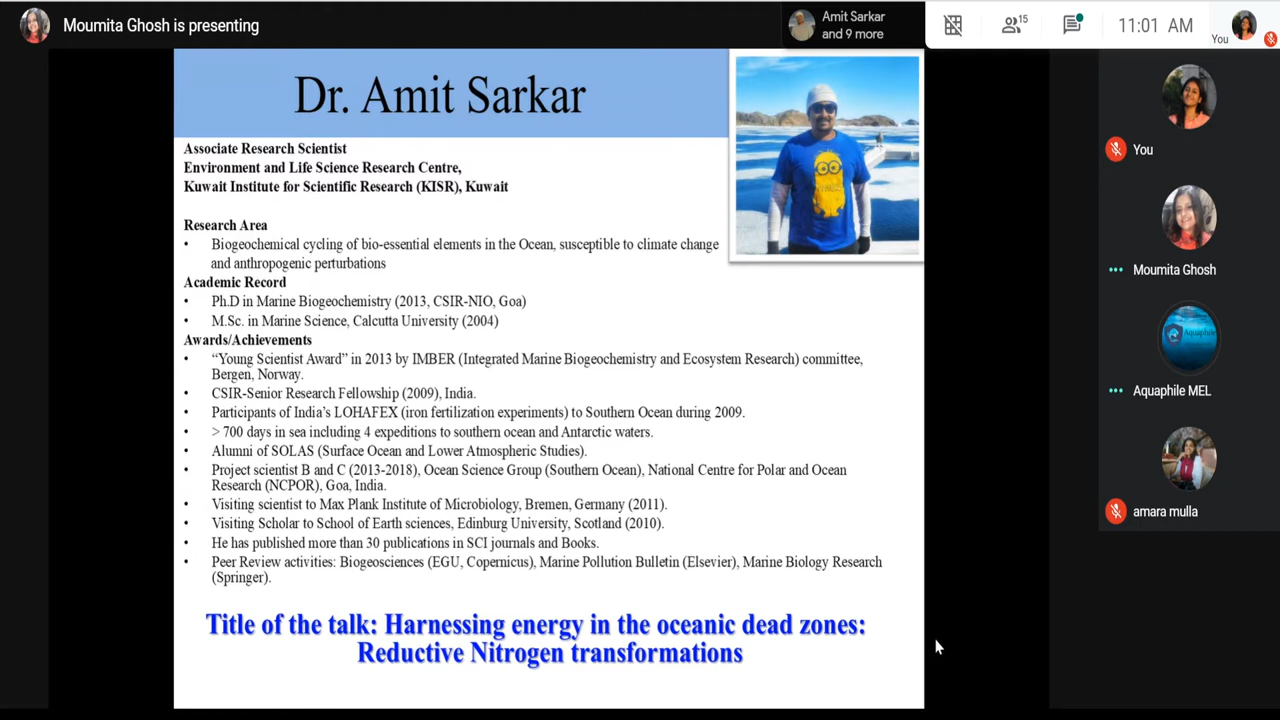 Moumita Ghosh is presenting
Amit Sarkar
and 9 more
15
11:01 AM
You
Dr. Amit Sarkar
Associate Research Scientist
Environment and Life Science Research Centre,
Kuwait Institute for Scientific Research (KISR), Kuwait
Research Area
• Biogeochemical cycling of bio-essential elements in the Ocean, susceptible to climate change
and anthropogenic perturbations
Academic Record
• Ph.D in Marine Biogeochemistry (2013, CSIR-NIO, Goa)
• M.Sc. in Marine Science, Calcutta University (2004)
Awards/Achievements
• “Young Scientist Award” in 2013 by IMBER (Integrated Marine Biogeochemistry and Ecosystem Research) committee,
Bergen, Norway.
• CSIR-Senior Research Fellowship (2009), India.
• Participants of India’s LOHAFEX (iron fertilization experiments) to Southern Ocean during 2009.
• > 700 days in sea including 4 expeditions to southern ocean and Antarctic waters.
• Alumni of SOLAS (Surface Ocean and Lower Atmospheric Studies).
• Project scientist B and C (2013-2018), Ocean Science Group (Southern Ocean), National Centre for Polar and Ocean
Research (NCPOR), Goa, India.
• Visiting scientist to Max Plank Institute of Microbiology, Bremen, Germany (2011).
• Visiting Scholar to School of Earth sciences, Edinburg University, Scotland (2010).
• He has published more than 30 publications in SCI journals and Books.
• Peer Review activities: Biogeosciences (EGU, Copernicus), Marine Pollution Bulletin (Elsevier), Marine Biology Research
(Springer).
Title of the talk: Harnessing energy in the oceanic dead zones:
Reductive Nitrogen transformations
You
Moumita Ghosh
Aquaphile
Aquaphile MEL
amara mulla